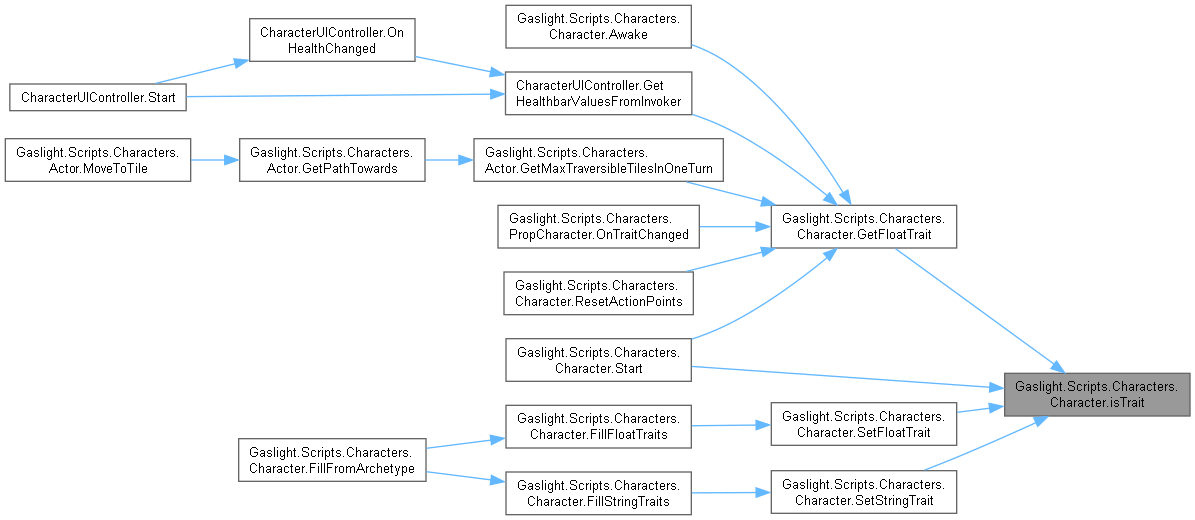 Gaslight.Scripts.Characters.
Character.Awake
CharacterUIController.On
HealthChanged
CharacterUIController.Get
HealthbarValuesFromInvoker
CharacterUIController.Start
Gaslight.Scripts.Characters.
Actor.MoveToTile
Gaslight.Scripts.Characters.
Actor.GetPathTowards
Gaslight.Scripts.Characters.
Actor.GetMaxTraversibleTilesInOneTurn
Gaslight.Scripts.Characters.
PropCharacter.OnTraitChanged
Gaslight.Scripts.Characters.
Character.GetFloatTrait
Gaslight.Scripts.Characters.
Character.ResetActionPoints
Gaslight.Scripts.Characters.
Character.Start
Gaslight.Scripts.Characters.
Character.isTrait
Gaslight.Scripts.Characters.
Character.FillFloatTraits
Gaslight.Scripts.Characters.
Character.SetFloatTrait
Gaslight.Scripts.Characters.
Character.FillFromArchetype
Gaslight.Scripts.Characters.
Character.FillStringTraits
Gaslight.Scripts.Characters.
Character.SetStringTrait